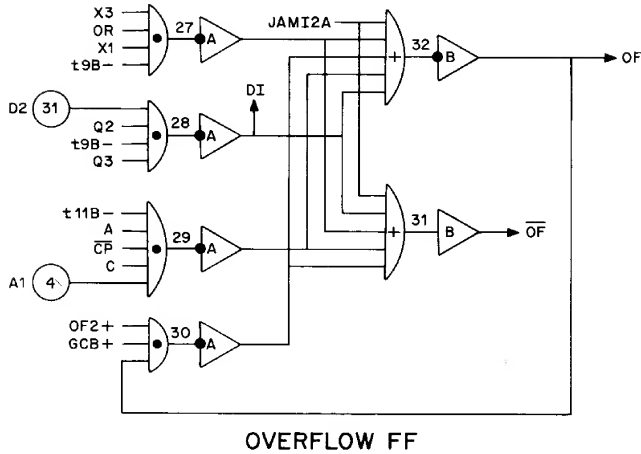 X3
OR
X1
t9B-
27
A
JAMI2A
32
B
OF
D2
31
Q2
t9B-
Q3
28
A
DI
t11B-
A
CP
C
29
A
31
B
OF
A1
4
OF2+
GCB+
30
A
+
+
OVERFLOW FF